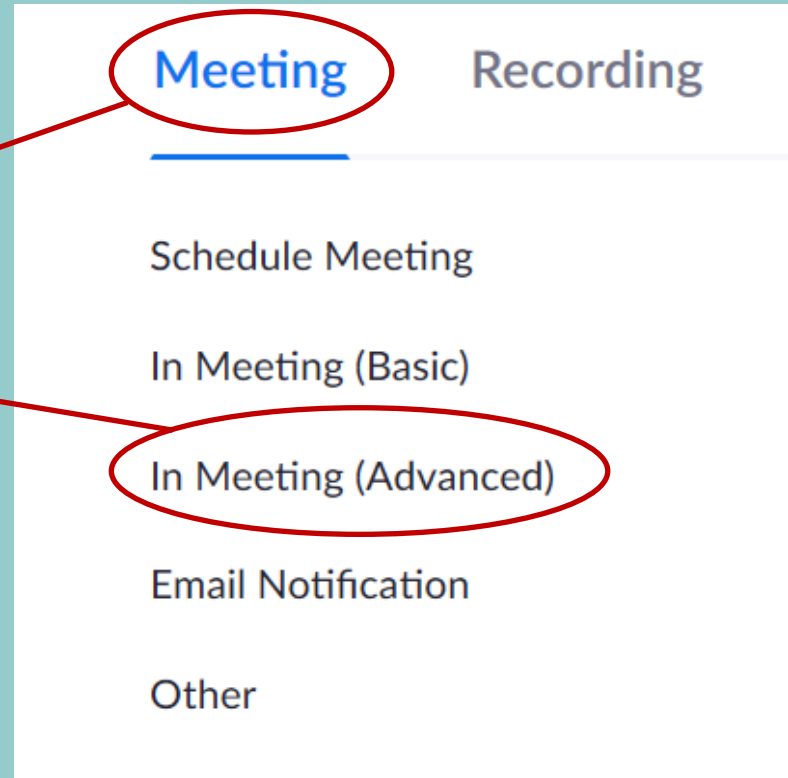 Meeting Recording
Schedule Meeting
In Meeting (Basic)
In Meeting (Advanced)
Email Notification
Other